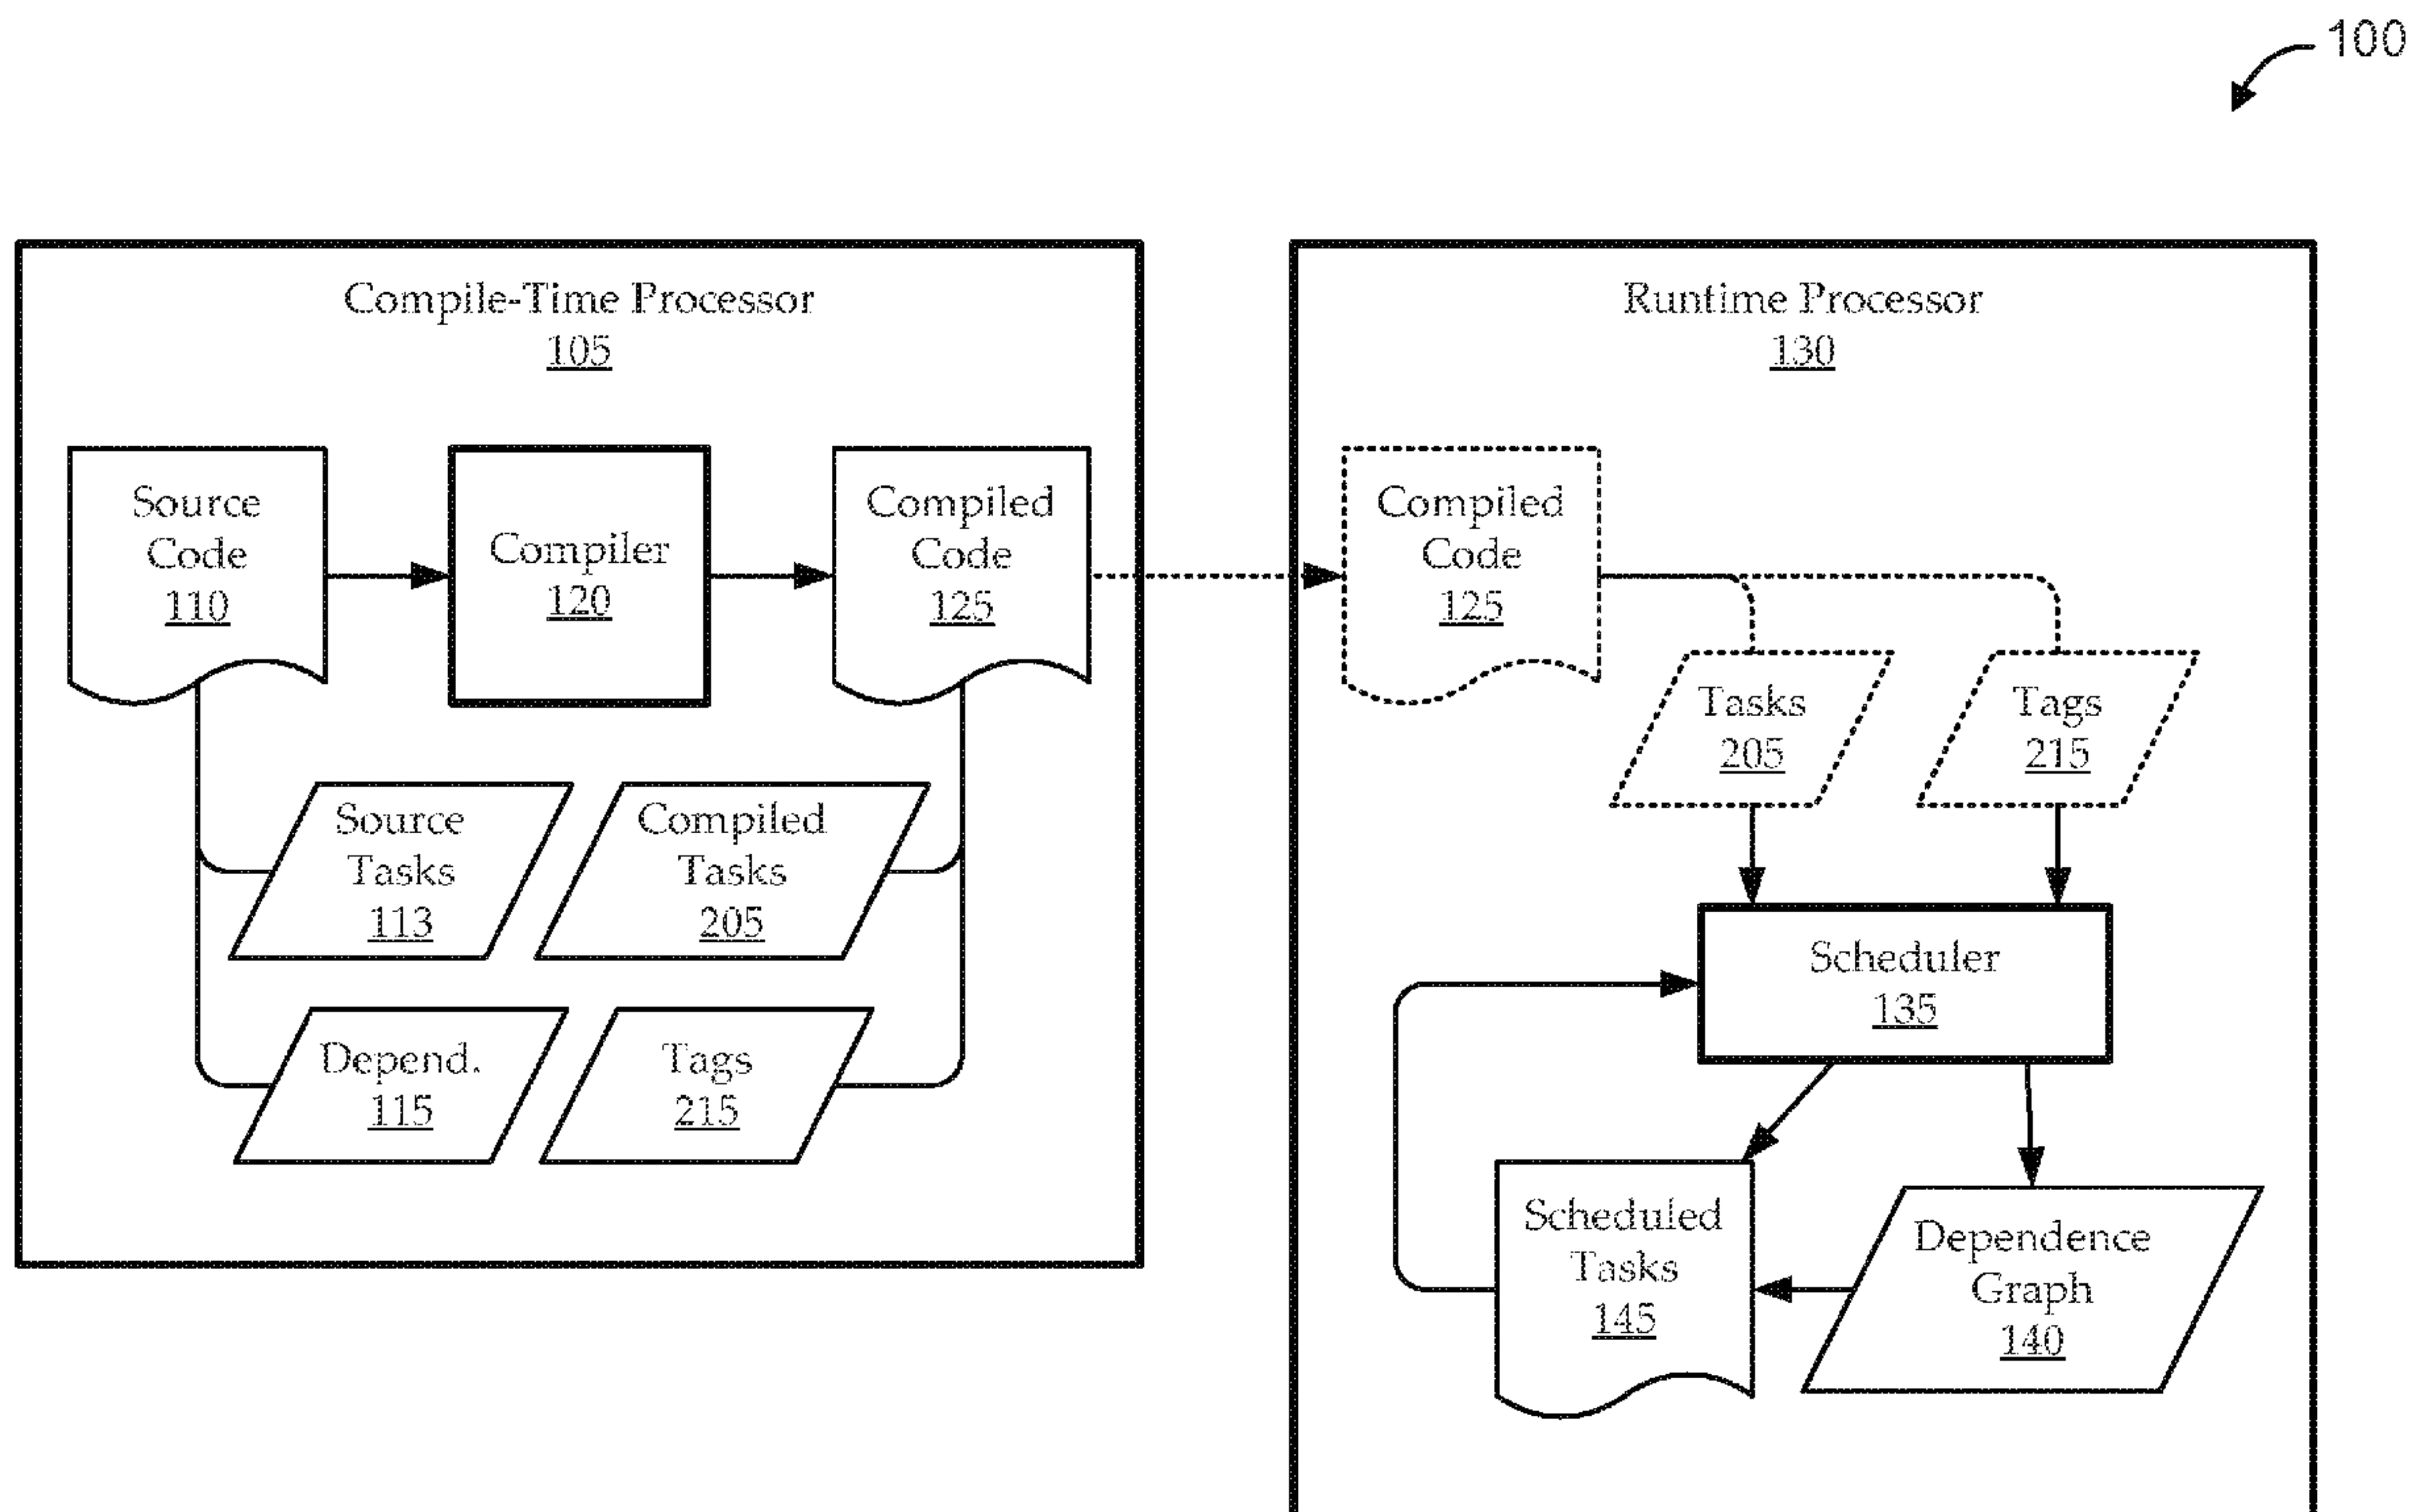 100
Compile-Time Processor
105
Runtime Processor
130
Source
Code
110
Compiler
120
Compiled
Code
125
Compiled
Code
125
Tasks
205
Tags
215
Source
Tasks
113
Compiled
Tasks
205
Depend.
115
Tags
215
Scheduler
135
Scheduled
Tasks
145
Dependence
Graph
140